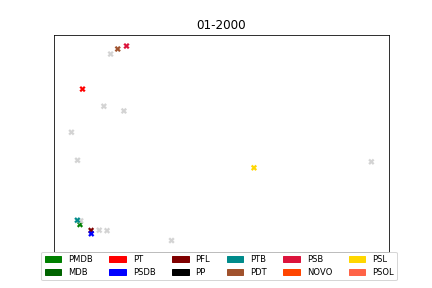 01-2000
PMDB PT PFL PTB PSB PSL
MDB PSDB PP PDT NOVO PSOL